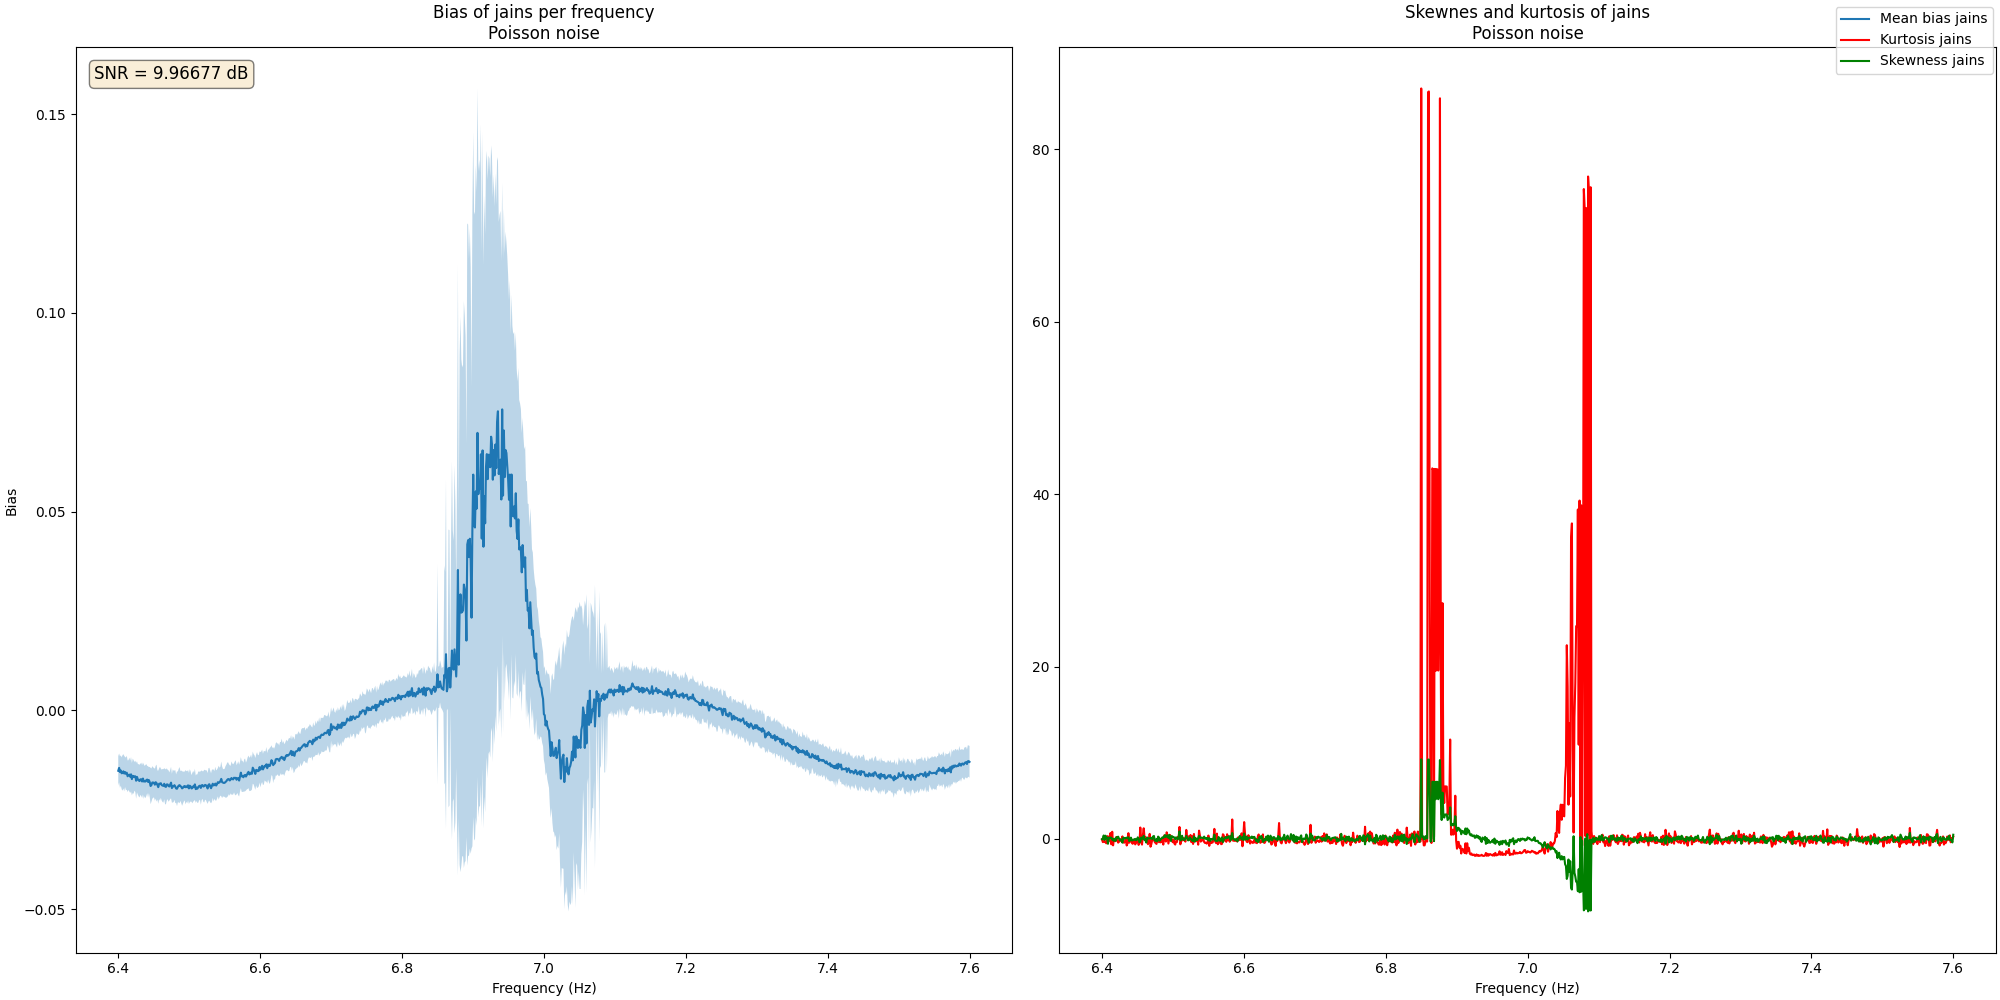 Bias of jains per frequency
Poisson noise
SNR = 9.96677 dB
0.15
0.10
0.05
0.00
−0.05
Bias
6.4
6.6
6.8
7.0
7.2
7.4
7.6
Frequency (Hz)
Skewnes and kurtosis of jains
Poisson noise
Mean bias jains
Kurtosis jains
Skewness jains
80
60
40
20
0
6.4
6.6
6.8
7.0
7.2
7.4
7.6
Frequency (Hz)